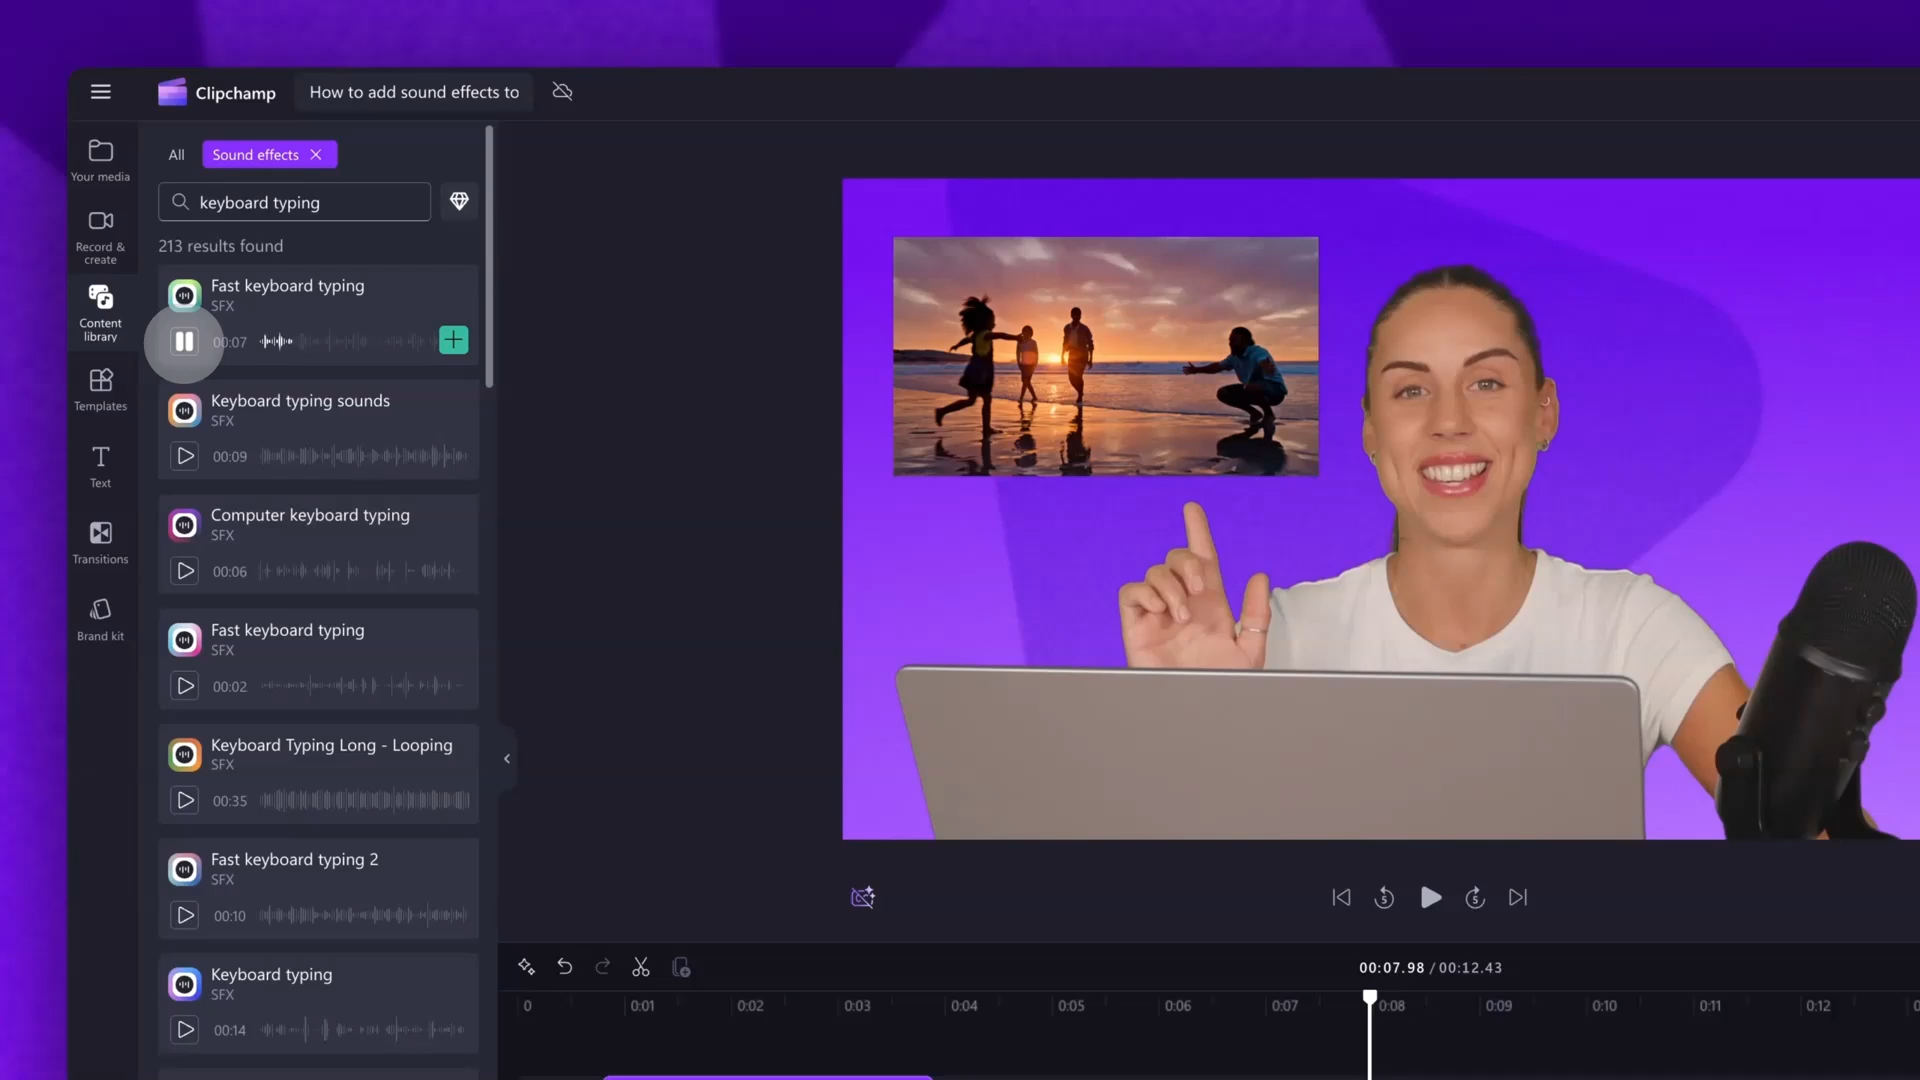 Clipchamp
How to add sound effects to
Your media
Record &
create
Content
library
Templates
Text
Transitions
Brand kit
All
Sound effects
keyboard typing
213 results found
Fast keyboard typing
SFX
00:07
Keyboard typing sounds
SFX
00:09
Computer keyboard typing
SFX
00:06
Fast keyboard typing
SFX
00:02
Keyboard Typing Long - Looping
SFX
00:35
Fast keyboard typing 2
SFX
00:10
Keyboard typing
SFX
00:14
CC
5
5
00:07.98 / 00:12.43
0
0:01
0:02
0:03
0:04
0:05
0:06
0:07
0:08
0:09
0:10
0:11
0:12